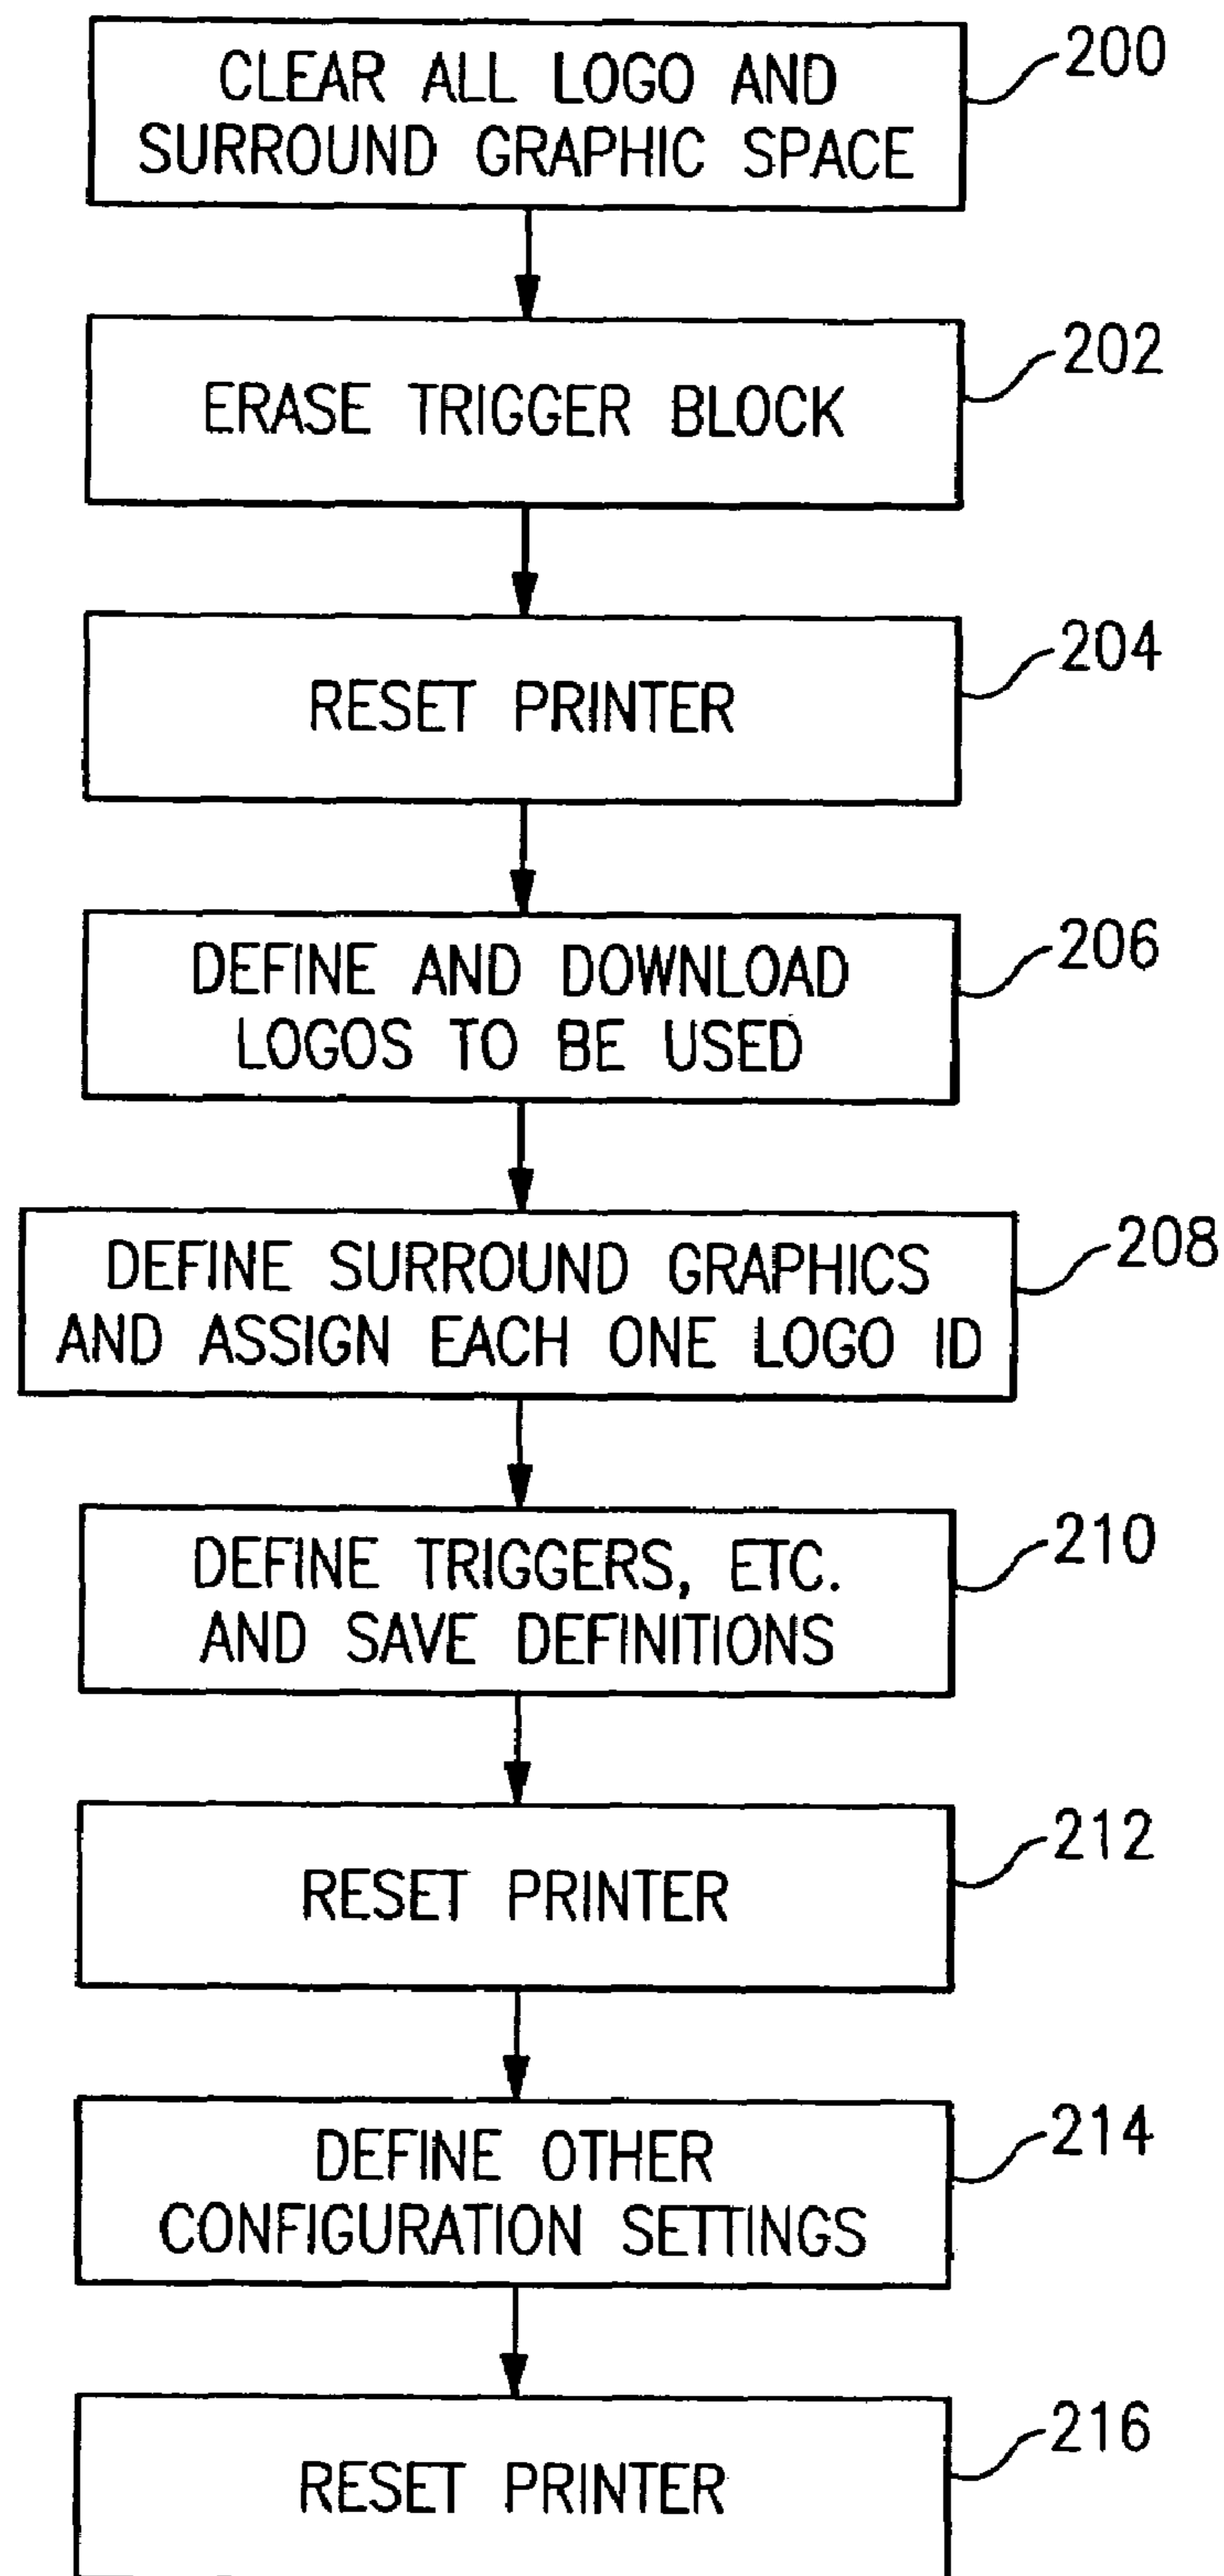 CLEAR ALL LOGO AND
SURROUND GRAPHIC SPACE
200
ERASE TRIGGER BLOCK
202
RESET PRINTER
204
DEFINE AND DOWNLOAD
LOGOS TO BE USED
206
DEFINE SURROUND GRAPHICS
AND ASSIGN EACH ONE LOGO ID
208
DEFINE TRIGGERS, ETC.
AND SAVE DEFINITIONS
210
RESET PRINTER
212
DEFINE OTHER
CONFIGURATION SETTINGS
214
RESET PRINTER
216